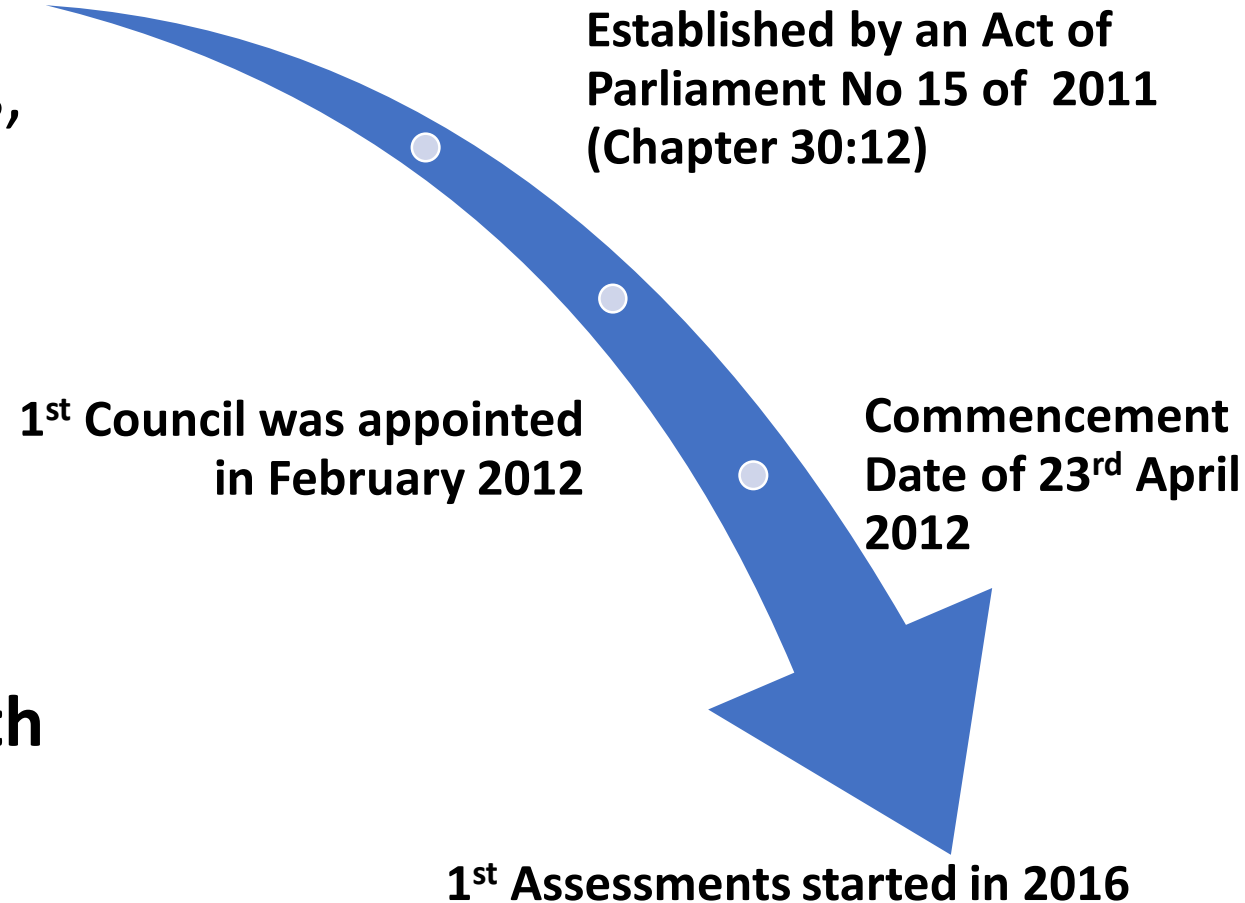 Established by an Act of
Parliament No 15 of 2011
(Chapter 30:12)
1st Council was appointed
in February 2012
Commencement
Date of 23rd April
2012
1st Assessments started in 2016